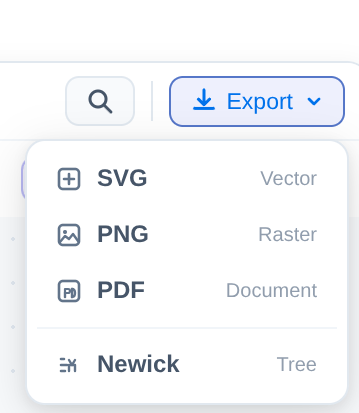 Export
SVG Vector
PNG Raster
PDF Document
Newick Tree